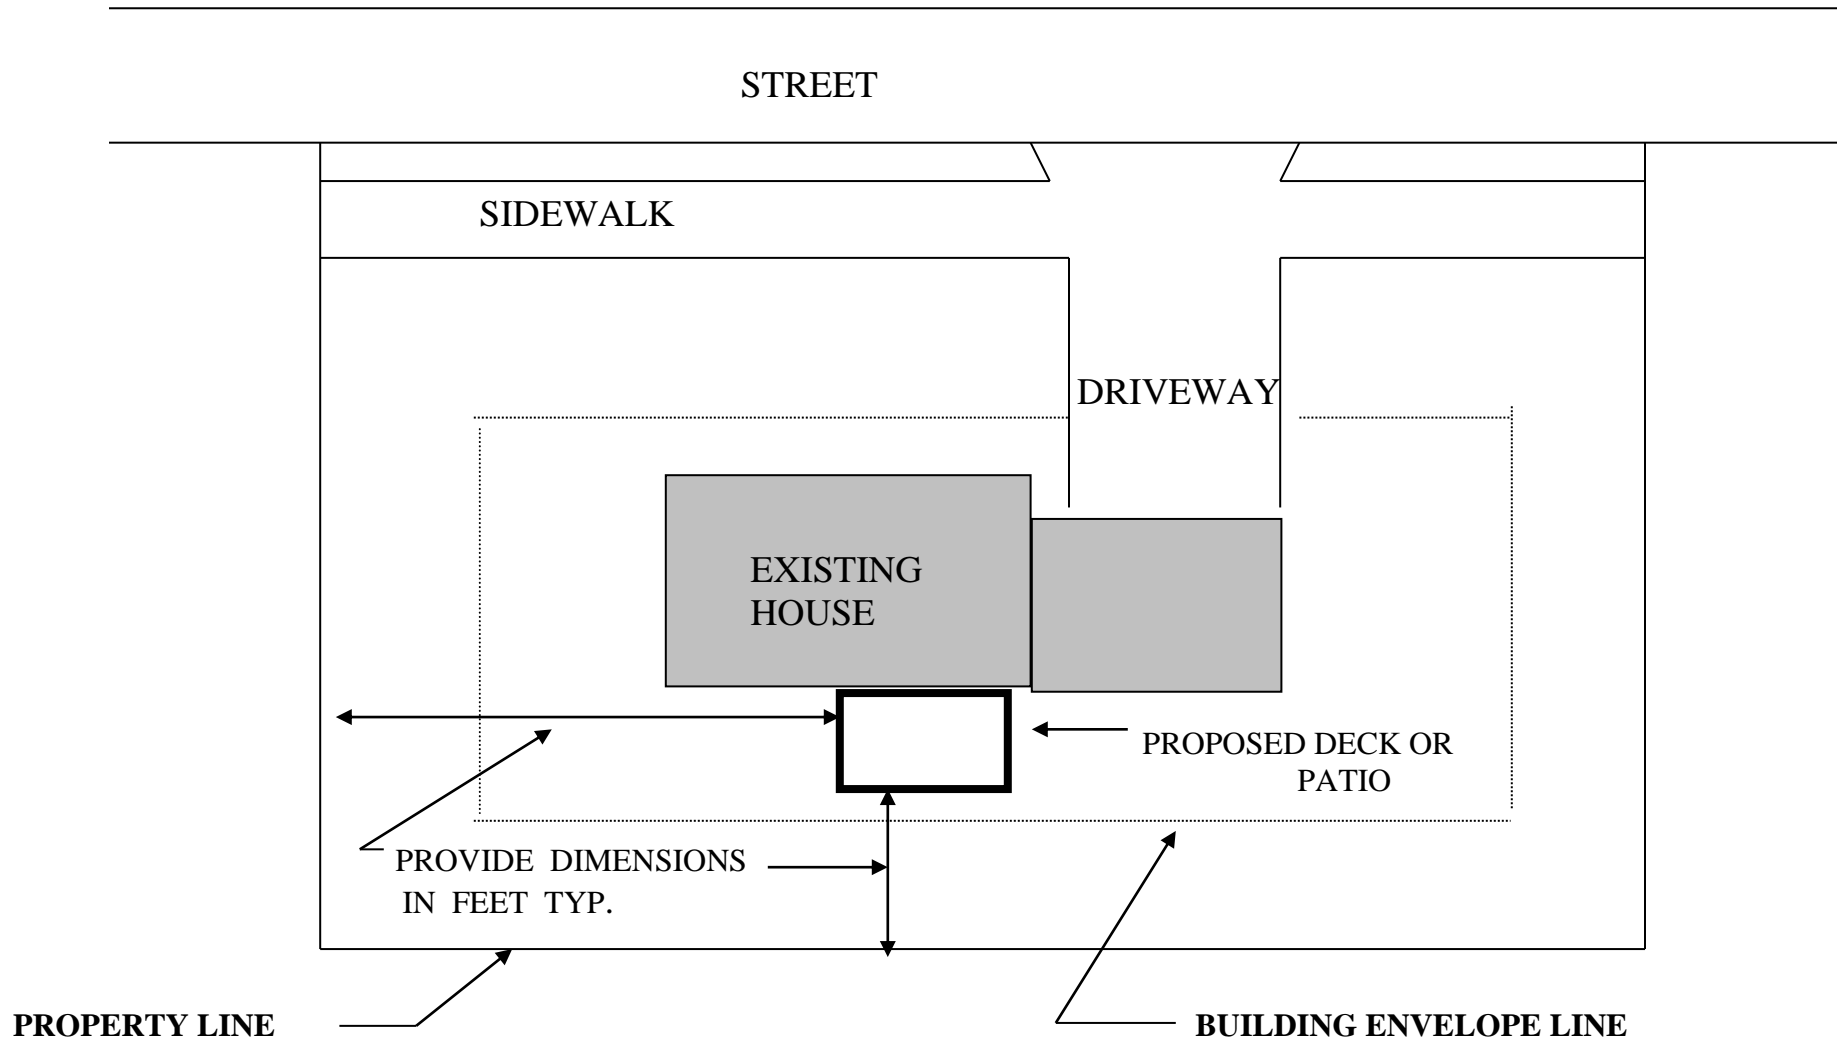 STREET
SIDEWALK
DRIVEWAY
EXISTING
HOUSE
PROPOSED DECK OR
PATIO
PROVIDE DIMENSIONS
IN FEET TYP.
PROPERTY LINE
BUILDING ENVELOPE LINE